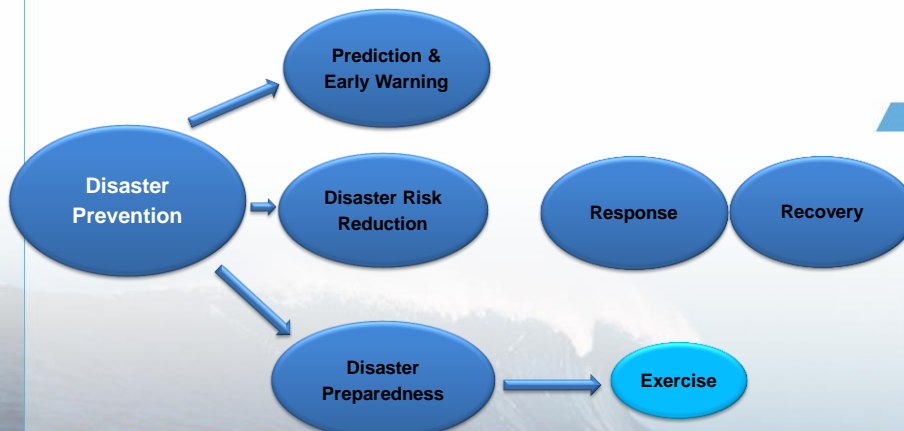 Prediction &
Early Warning
Disaster
Prevention
Disaster Risk
Reduction
Response
Recovery
Disaster
Preparedness
Exercise